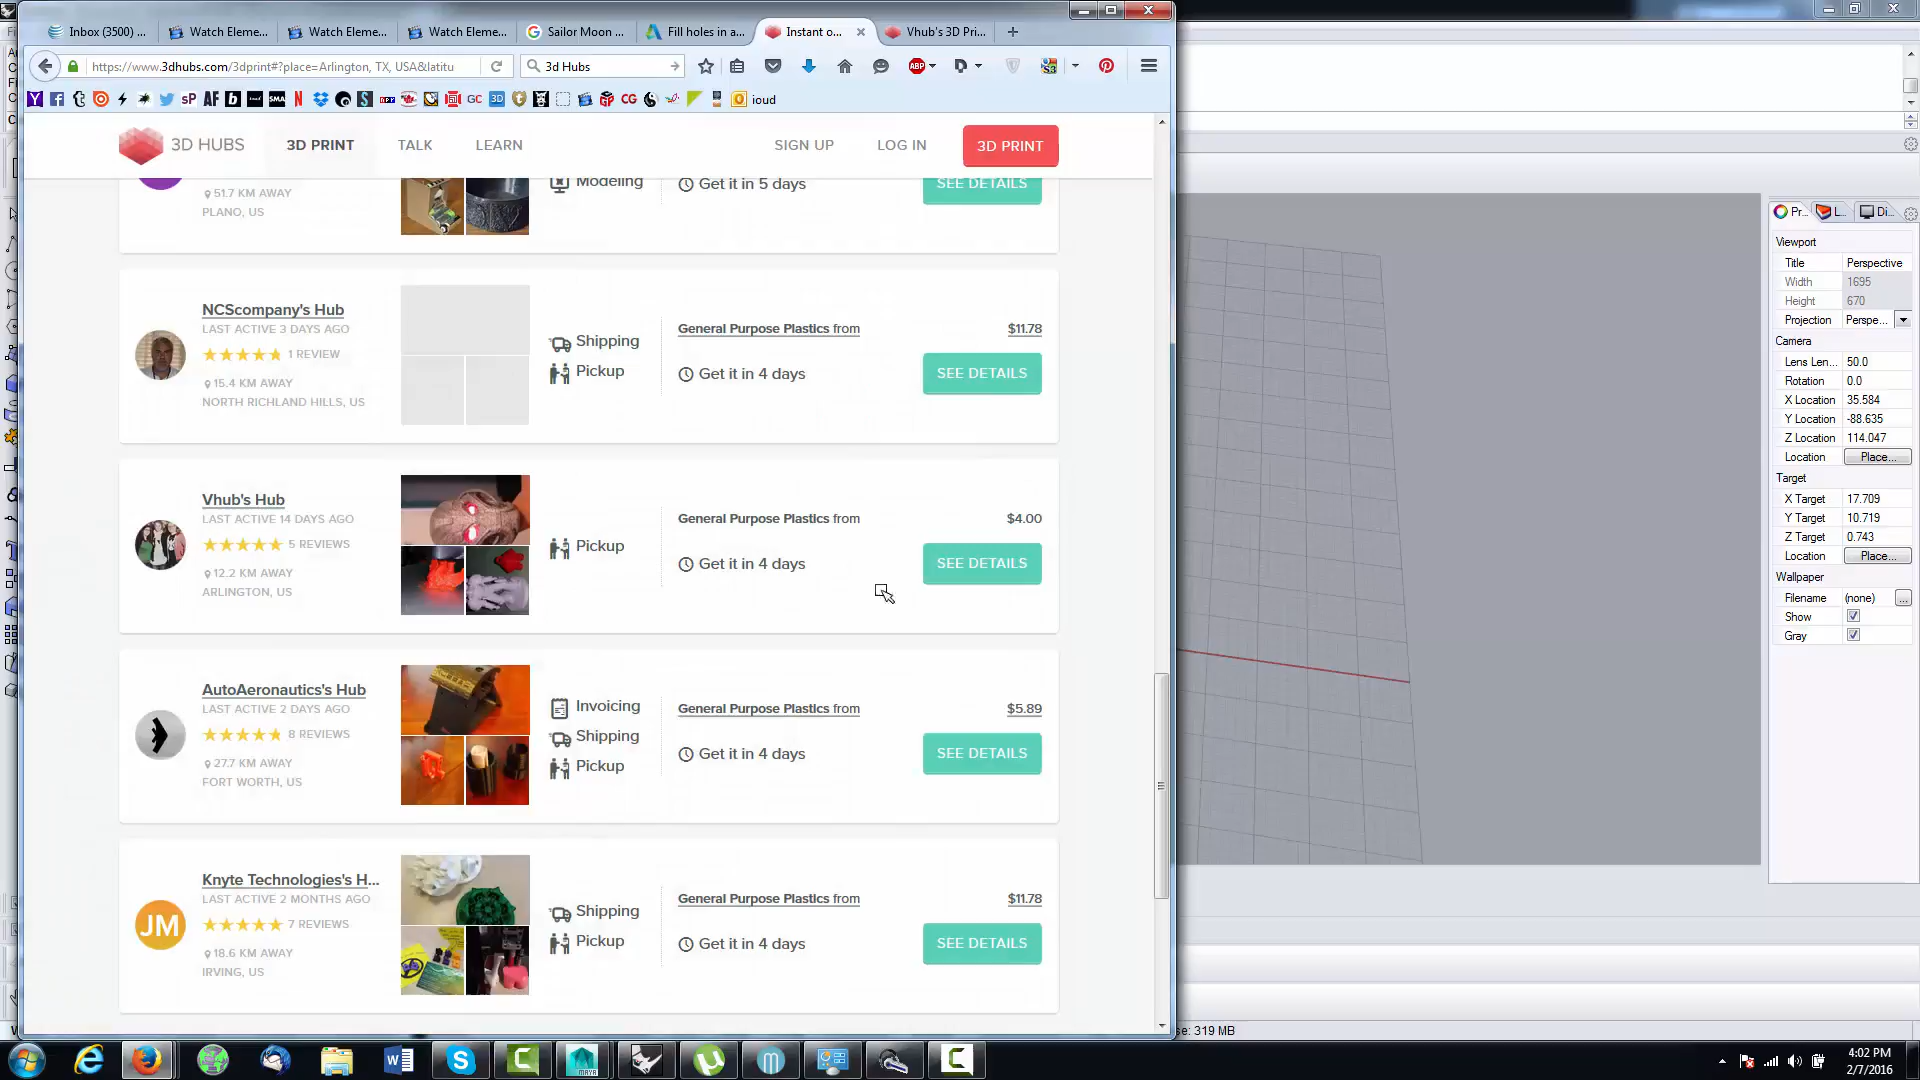 Inbox (3500) ...
Watch Eleme...
Watch Eleme...
Watch Eleme...
Sailor Moon ...
Fill holes in a...
Instant o...
Vhub's 3D Pri...
https://www.3dhubs.com/3dprint#?place=Arlington, TX, USA&latitu
3d Hubs
ABP
GC
3D
CG
ioud
3D HUBS
3D PRINT
TALK
LEARN
SIGN UP
LOG IN
3D PRINT
51.7 KM AWAY
PLANO, US
Modeling
Get it in 5 days
SEE DETAILS
NCScompany's Hub
LAST ACTIVE 3 DAYS AGO
1 REVIEW
15.4 KM AWAY
NORTH RICHLAND HILLS, US
Shipping
Pickup
General Purpose Plastics from
$11.78
Get it in 4 days
SEE DETAILS
Vhub's Hub
LAST ACTIVE 14 DAYS AGO
5 REVIEWS
12.2 KM AWAY
ARLINGTON, US
Pickup
General Purpose Plastics from
$4.00
Get it in 4 days
SEE DETAILS
AutoAeronautics's Hub
LAST ACTIVE 2 DAYS AGO
8 REVIEWS
27.7 KM AWAY
FORT WORTH, US
Invoicing
Shipping
Pickup
General Purpose Plastics from
$5.89
Get it in 4 days
SEE DETAILS
JM
Knyte Technologies's H...
LAST ACTIVE 2 MONTHS AGO
7 REVIEWS
18.6 KM AWAY
IRVING, US
Shipping
Pickup
General Purpose Plastics from
$11.78
Get it in 4 days
SEE DETAILS
Pr...
L...
Di...
Viewport
Title Perspective
Width 1695
Height 670
Projection Perspe...
Camera
Lens Len... 50.0
Rotation 0.0
X Location 35.584
Y Location -88.635
Z Location 114.047
Location Place...
Target
X Target 17.709
Y Target 10.719
Z Target 0.743
Location Place...
Wallpaper
Filename (none) ...
Show
Gray
se: 319 MB
MAYA
4:02 PM
2/7/2016